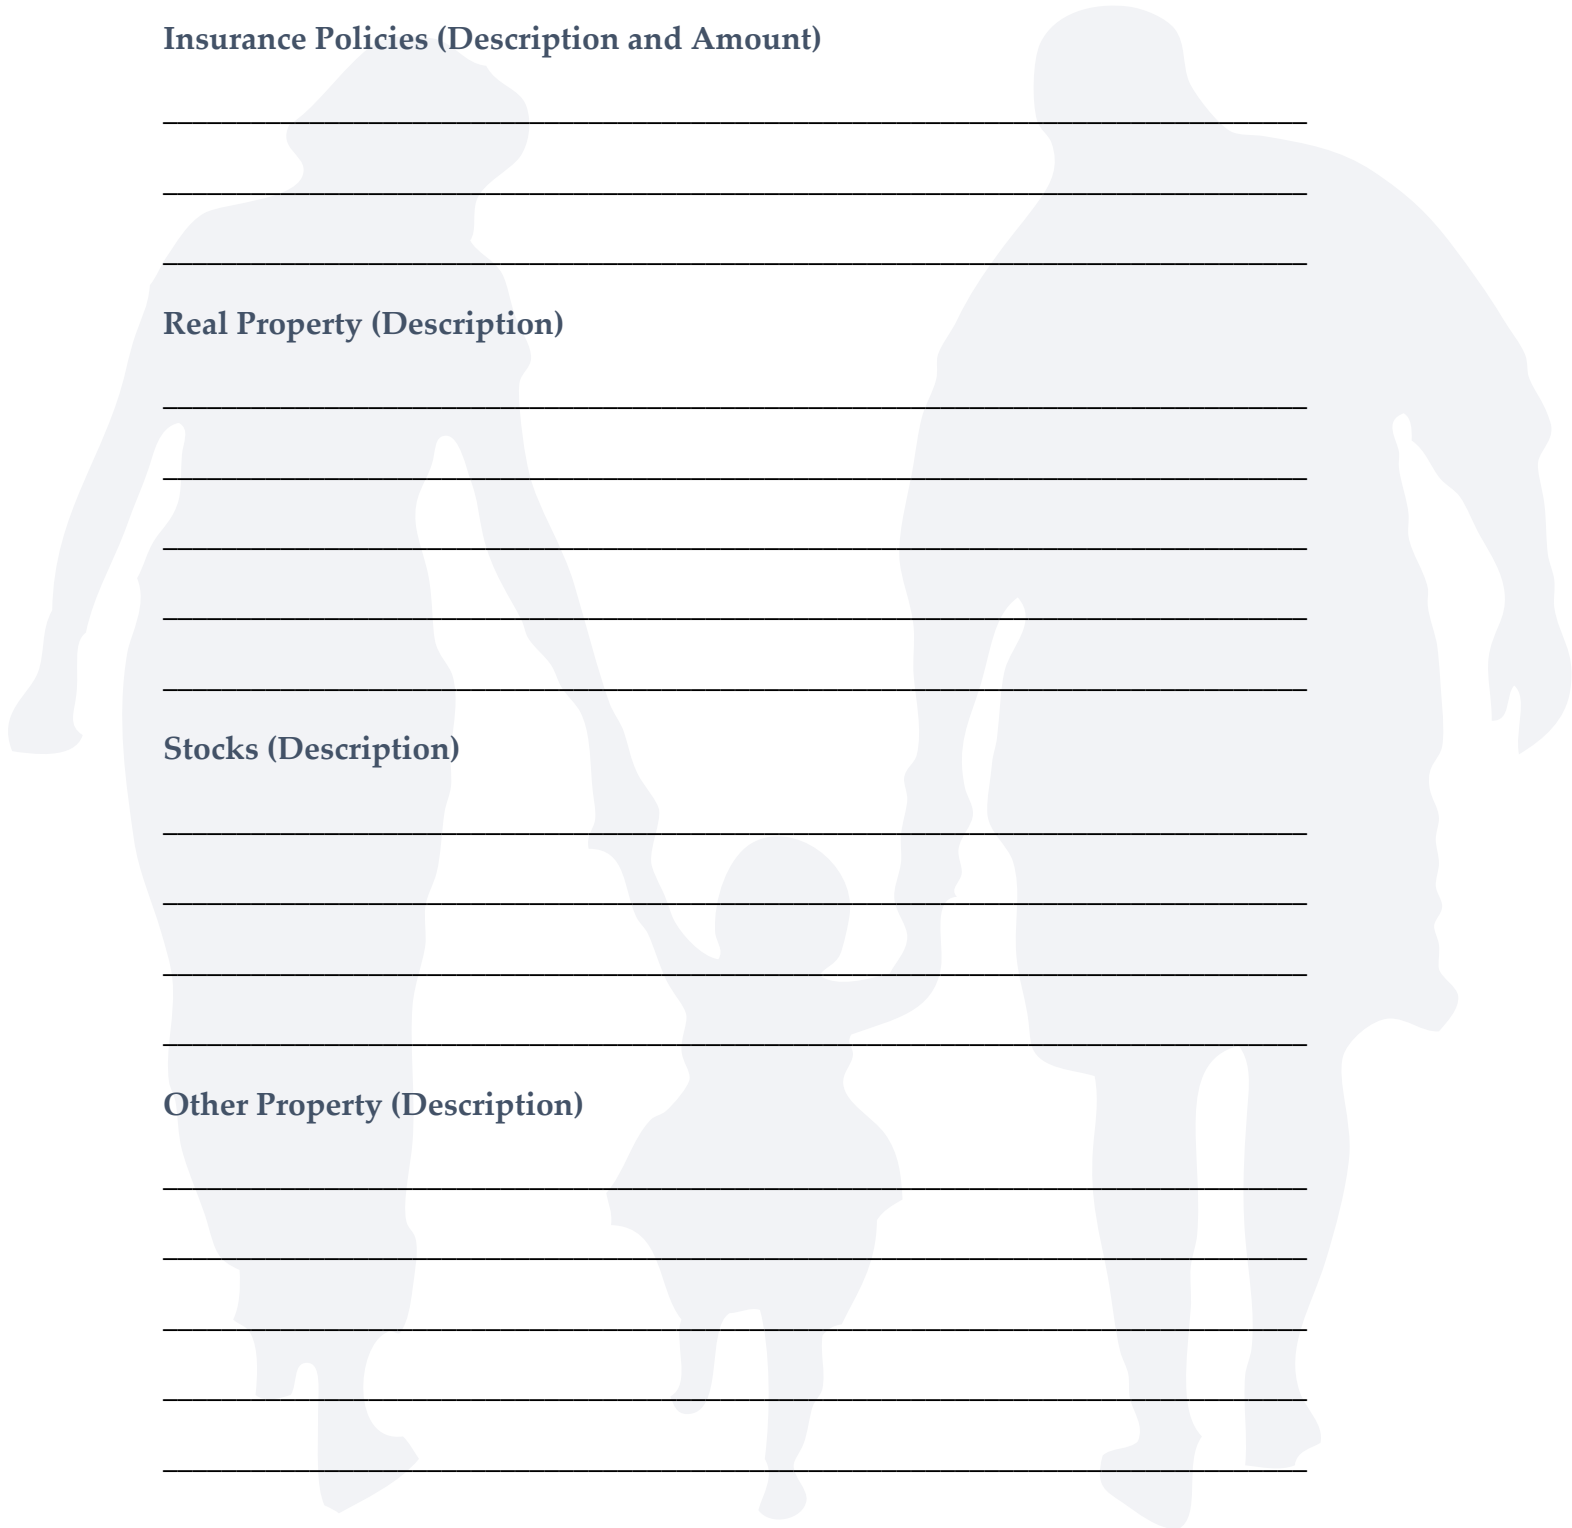 Insurance Policies (Description and Amount)
Real Property (Description)
Stocks (Description)
Other Property (Description)